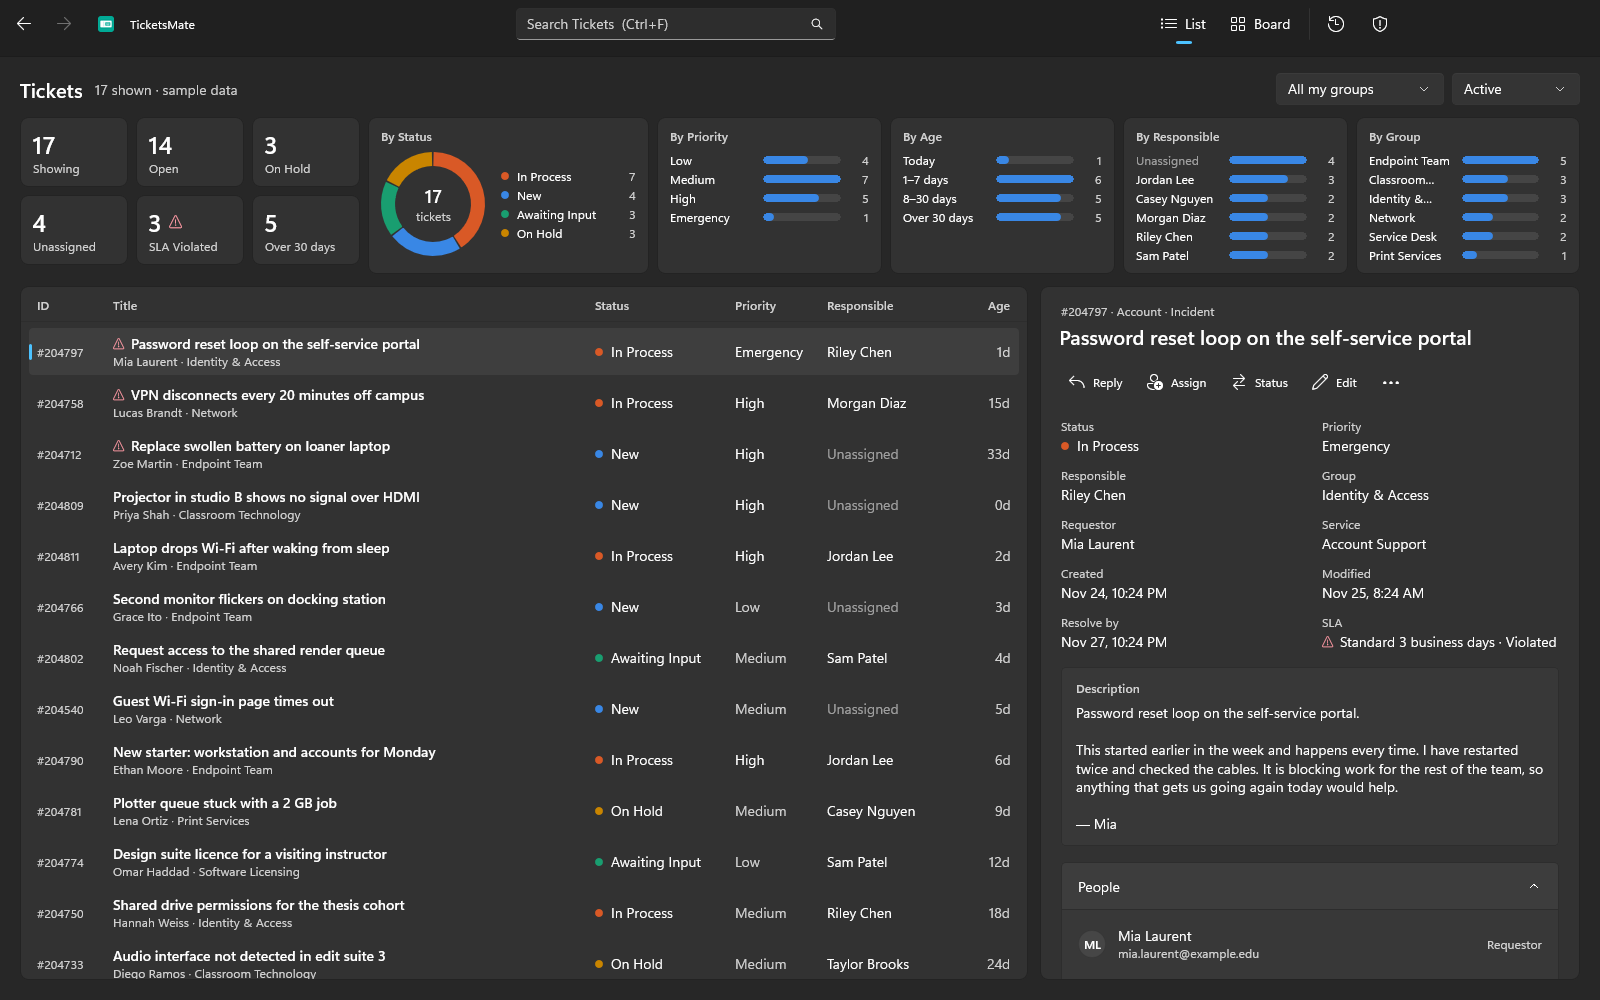 TicketsMate
Search Tickets (Ctrl+F)
List
Board
Tickets
17 shown · sample data
All my groups
Active
17
Showing
14
Open
3
On Hold
4
Unassigned
3
SLA Violated
5
Over 30 days
By Status
17
tickets
In Process 7
New 4
Awaiting Input 3
On Hold 3
By Priority
Low 4
Medium 7
High 5
Emergency 1
By Age
Today 1
1–7 days 6
8–30 days 5
Over 30 days 5
By Responsible
Unassigned 4
Jordan Lee 3
Casey Nguyen 2
Morgan Diaz 2
Riley Chen 2
Sam Patel 2
By Group
Endpoint Team 5
Classroom... 3
Identity &... 3
Network 2
Service Desk 2
Print Services 1
ID Title Status Priority Responsible Age
#204797 Password reset loop on the self-service portal In Process Emergency Riley Chen 1d
Mia Laurent · Identity & Access
#204758 VPN disconnects every 20 minutes off campus In Process High Morgan Diaz 15d
Lucas Brandt · Network
#204712 Replace swollen battery on loaner laptop New High Unassigned 33d
Zoe Martin · Endpoint Team
#204809 Projector in studio B shows no signal over HDMI New High Unassigned 0d
Priya Shah · Classroom Technology
#204811 Laptop drops Wi-Fi after waking from sleep In Process High Jordan Lee 2d
Avery Kim · Endpoint Team
#204766 Second monitor flickers on docking station New Low Unassigned 3d
Grace Ito · Endpoint Team
#204802 Request access to the shared render queue Awaiting Input Medium Sam Patel 4d
Noah Fischer · Identity & Access
#204540 Guest Wi-Fi sign-in page times out New Medium Unassigned 5d
Leo Varga · Network
#204790 New starter: workstation and accounts for Monday In Process High Jordan Lee 6d
Ethan Moore · Endpoint Team
#204781 Plotter queue stuck with a 2 GB job On Hold Medium Casey Nguyen 9d
Lena Ortiz · Print Services
#204774 Design suite licence for a visiting instructor Awaiting Input Low Sam Patel 12d
Omar Haddad · Software Licensing
#204750 Shared drive permissions for the thesis cohort In Process Medium Riley Chen 18d
Hannah Weiss · Identity & Access
#204733 Audio interface not detected in edit suite 3 On Hold Medium Taylor Brooks 24d
Diego Ramos · Classroom Technology
#204797 · Account · Incident
Password reset loop on the self-service portal
Reply
Assign
Status
Edit
Status Priority
In Process Emergency
Responsible Group
Riley Chen Identity & Access
Requestor Service
Mia Laurent Account Support
Created Modified
Nov 24, 10:24 PM Nov 25, 8:24 AM
Resolve by SLA
Nov 27, 10:24 PM Standard 3 business days · Violated
Description
Password reset loop on the self-service portal.
This started earlier in the week and happens every time. I have restarted
twice and checked the cables. It is blocking work for the rest of the team, so
anything that gets us going again today would help.
— Mia
People
ML Mia Laurent Requestor
mia.laurent@example.edu